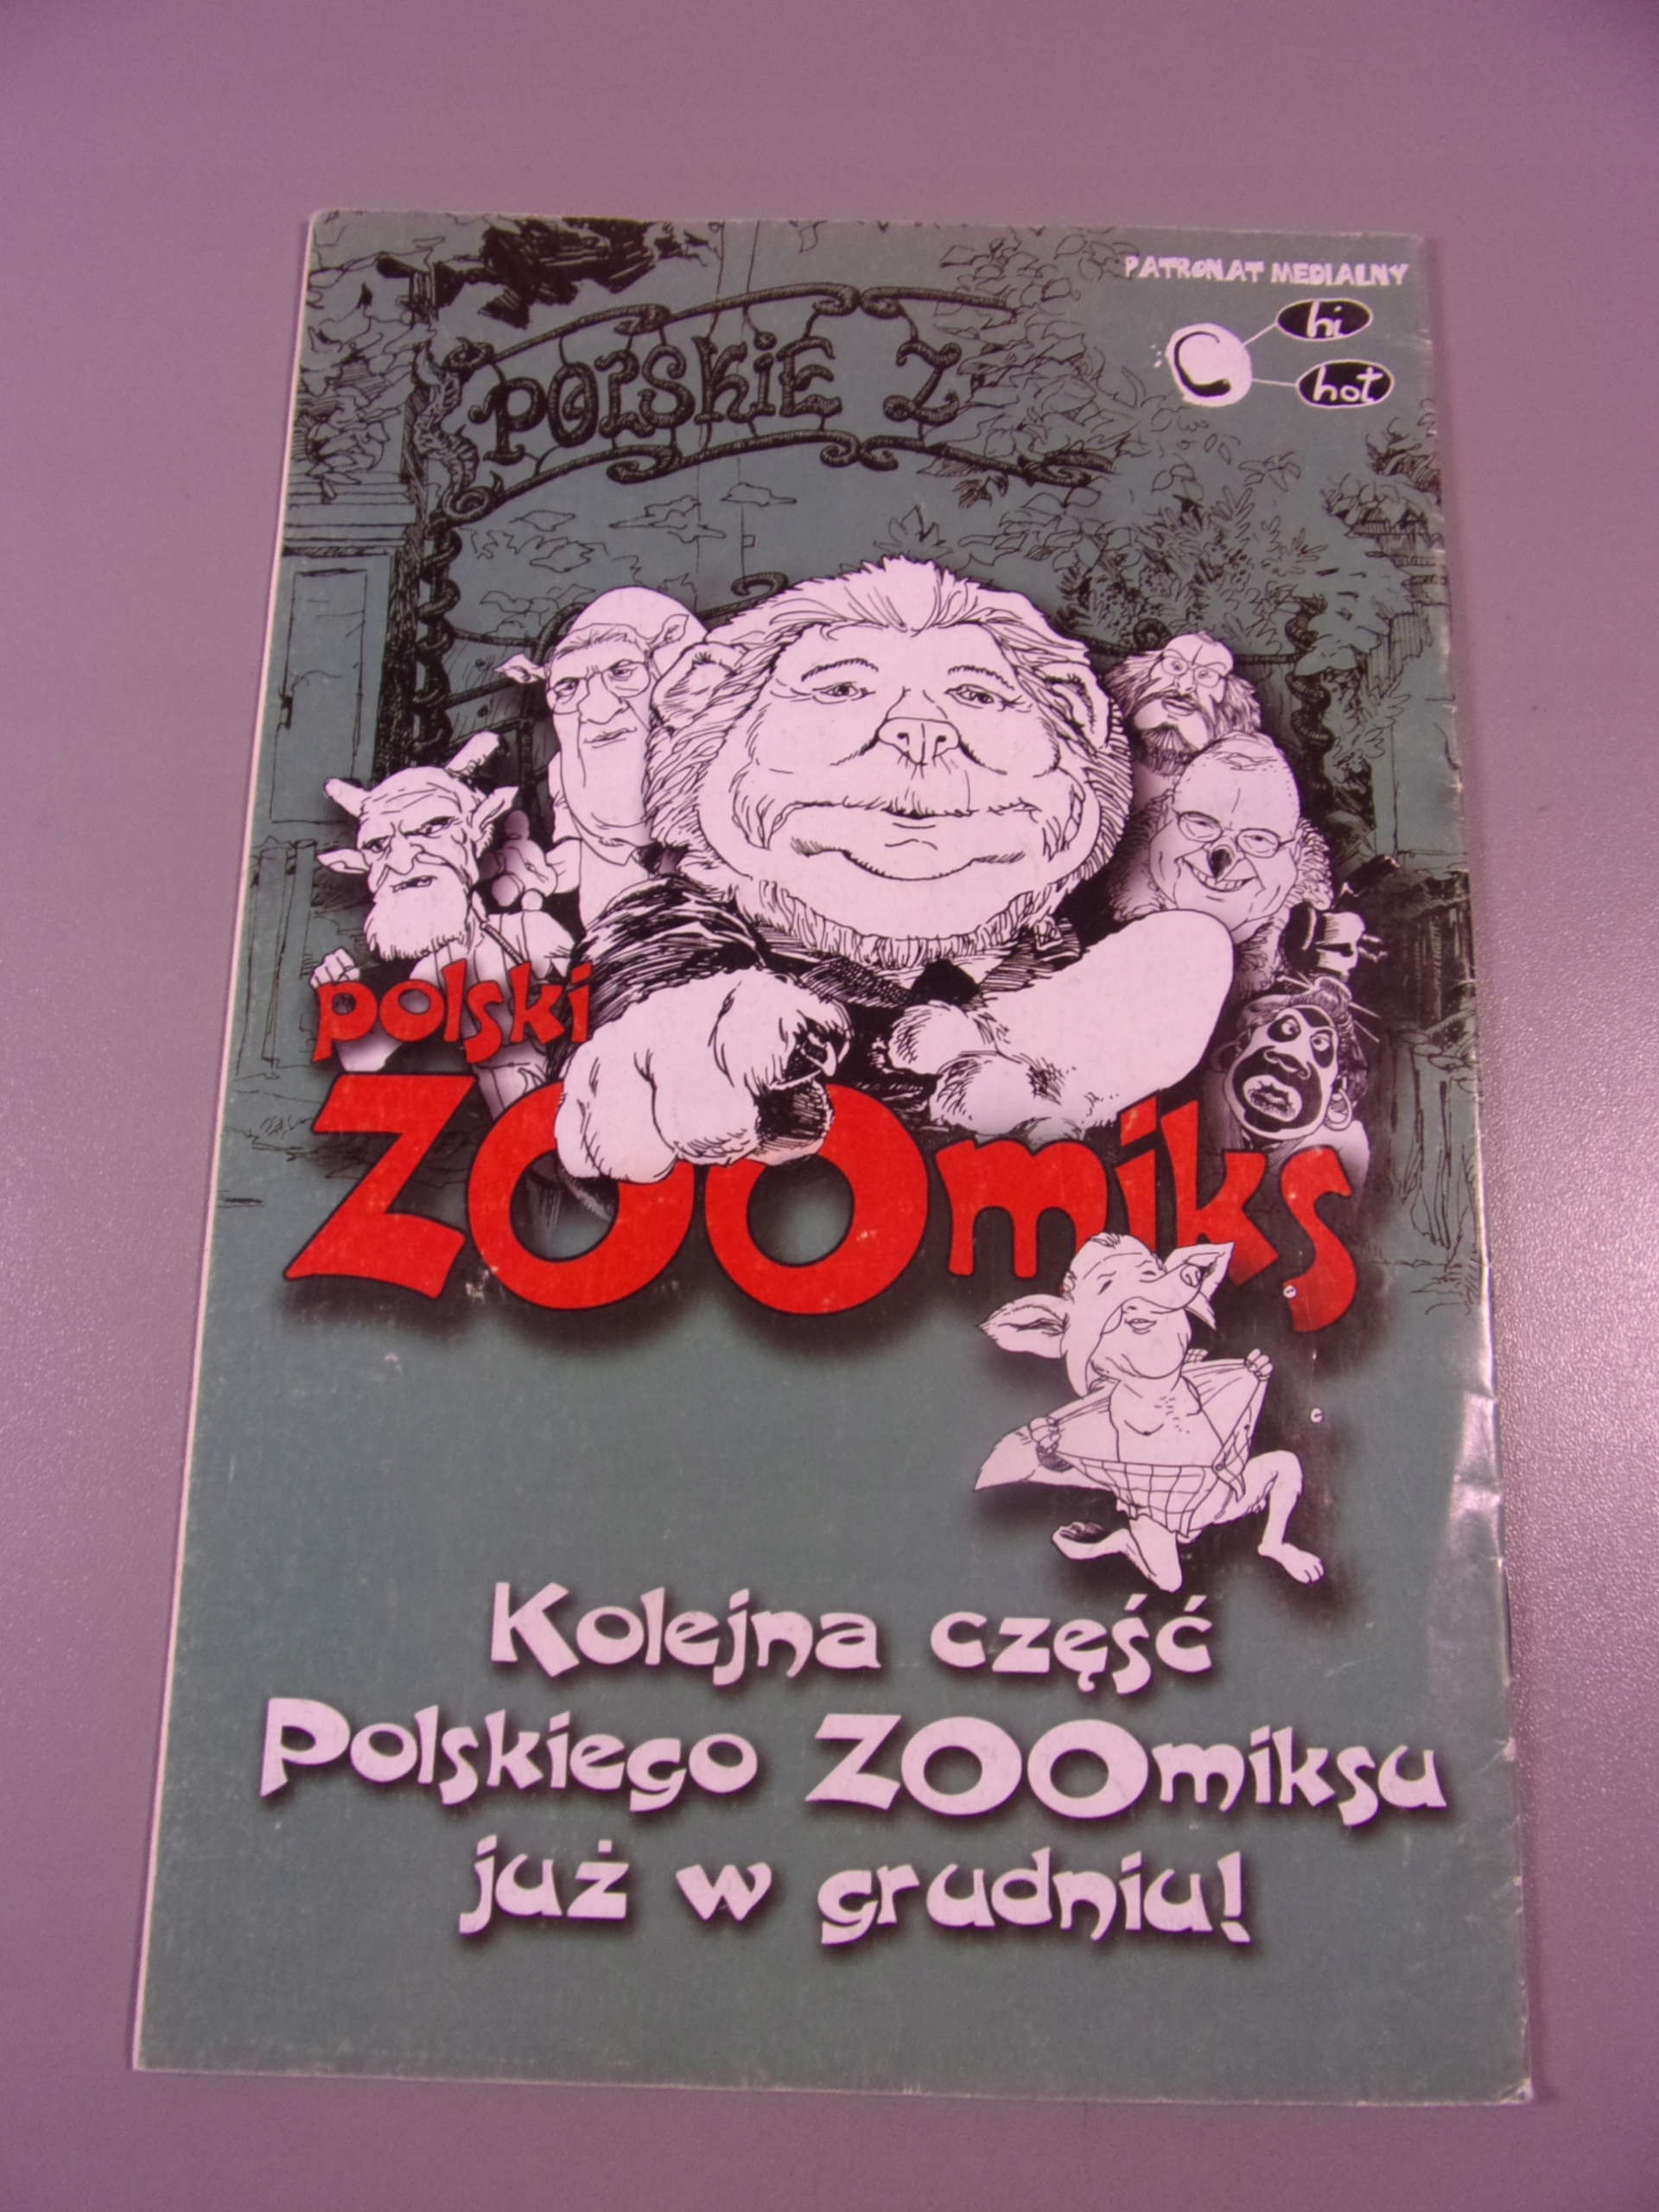 PATRONAT MEDIALNY
C hi
hot
POLSKIE Z
polski
ZOOmiks
Kolejna część
Polskiego ZOOmiksu
już w grudniu!